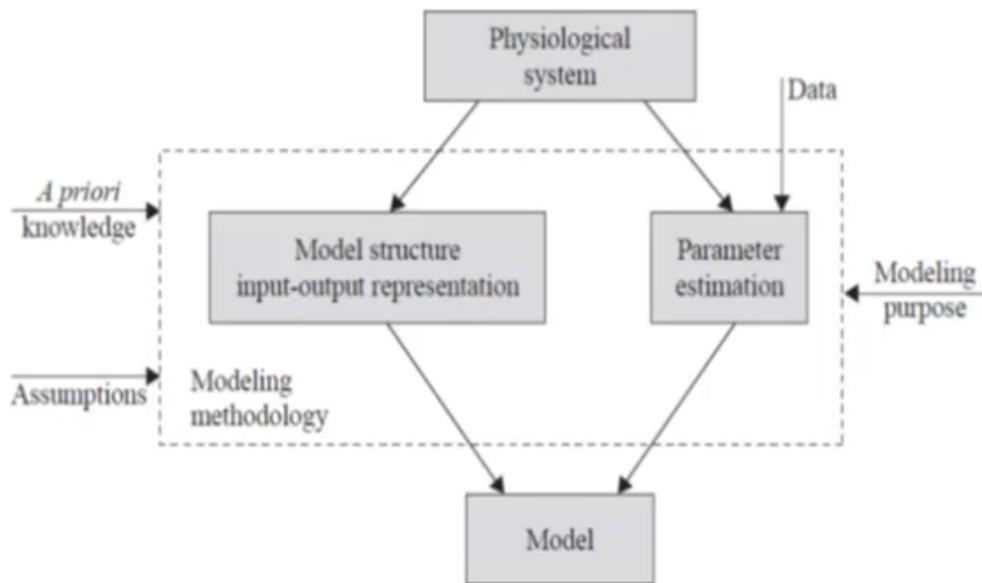 Physiological
system
Data
A priori
knowledge
Model structure
input-output representation
Parameter
estimation
Modeling
purpose
Assumptions
Modeling
methodology
Model